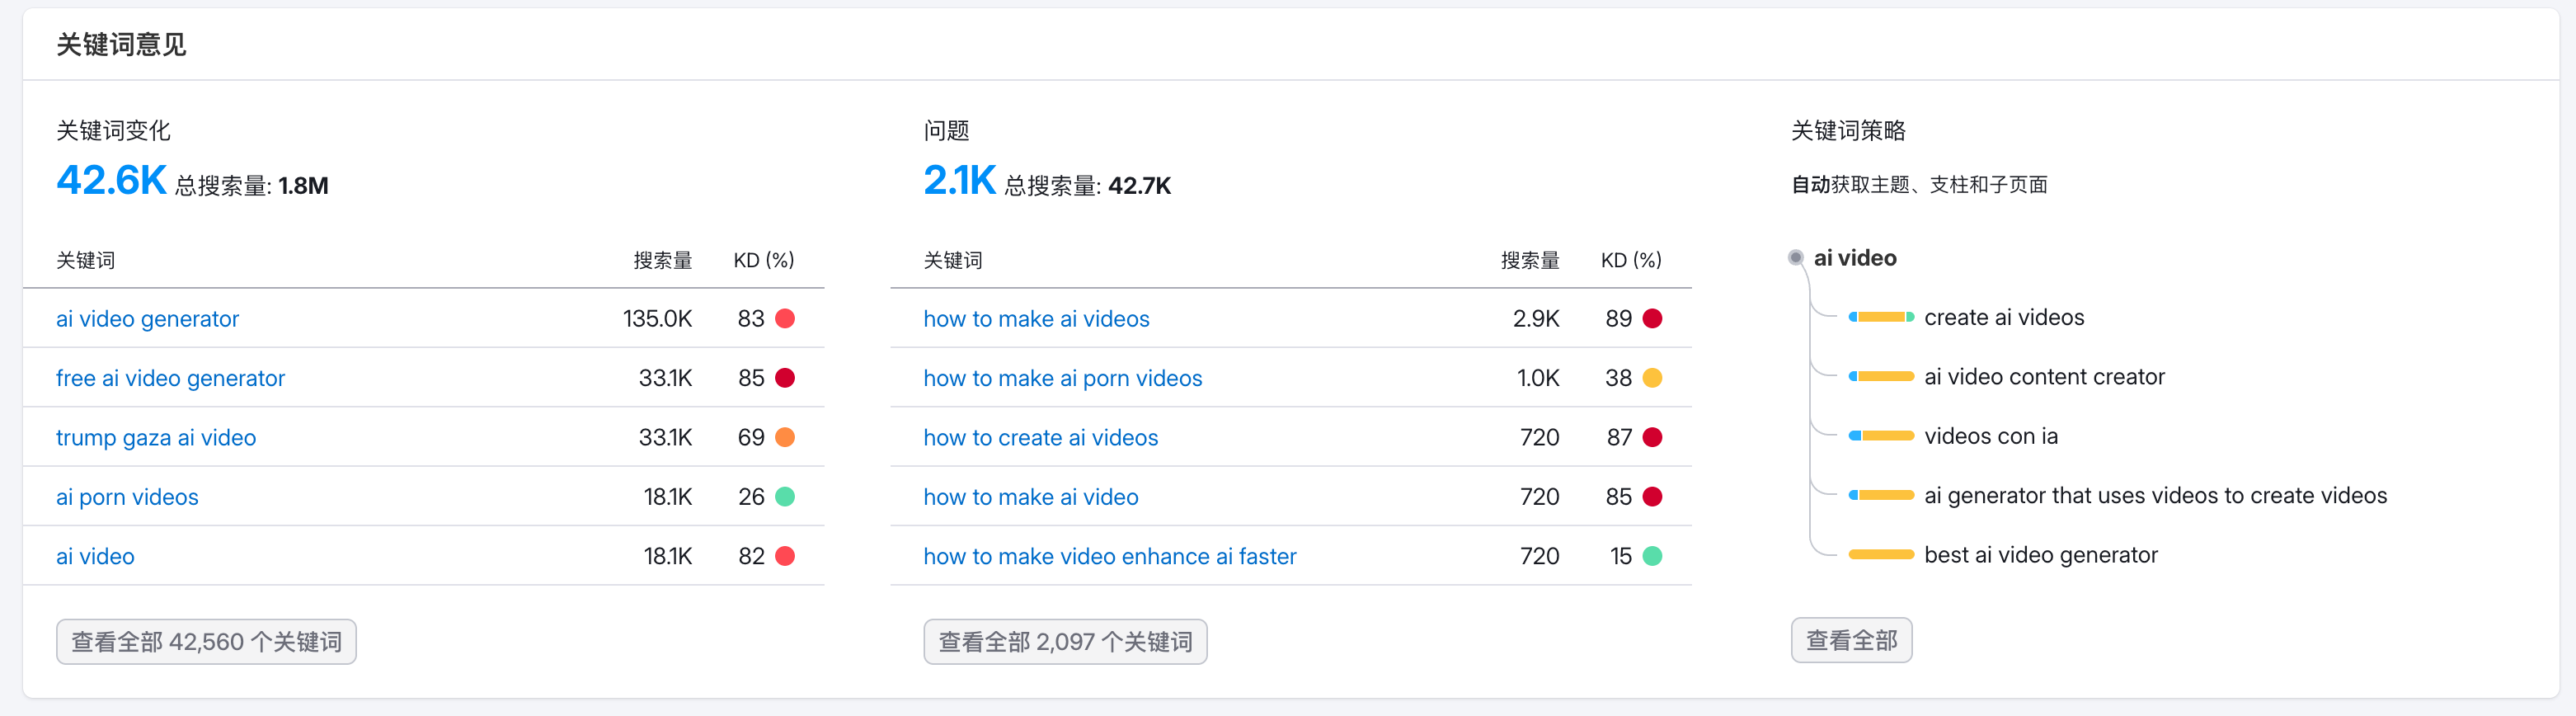 关键词意见
关键词变化
42.6K 总搜索量: 1.8M
关键词 搜索量 KD (%)
ai video generator 135.0K 83
free ai video generator 33.1K 85
trump gaza ai video 33.1K 69
ai porn videos 18.1K 26
ai video 18.1K 82
查看全部 42,560 个关键词
问题
2.1K 总搜索量: 42.7K
关键词 搜索量 KD (%)
how to make ai videos 2.9K 89
how to make ai porn videos 1.0K 38
how to create ai videos 720 87
how to make ai video 720 85
how to make video enhance ai faster 720 15
查看全部 2,097 个关键词
关键词策略
自动获取主题、支柱和子页面
ai video
create ai videos
ai video content creator
videos con ia
ai generator that uses videos to create videos
best ai video generator
查看全部